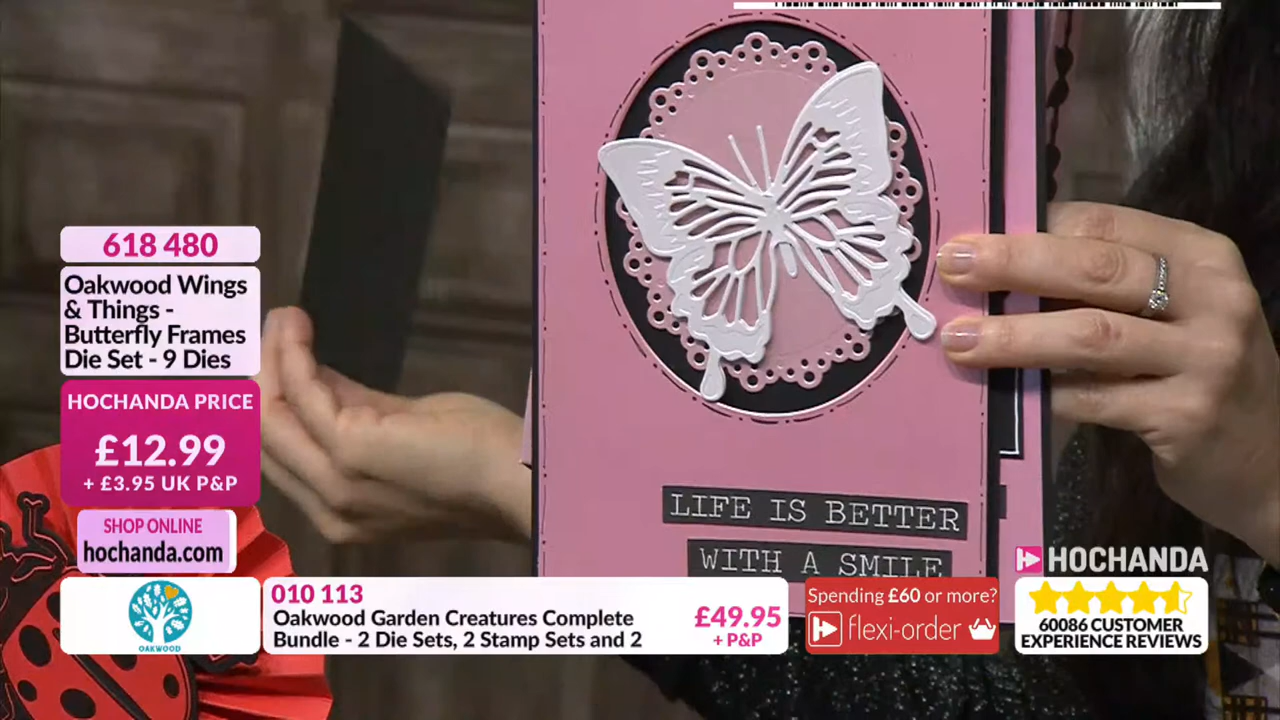 618 480
Oakwood Wings
& Things -
Butterfly Frames
Die Set - 9 Dies
HOCHANDA PRICE
£12.99
+ £3.95 UK P&P
SHOP ONLINE
hochanda.com
LIFE IS BETTER
WITH A SMILE
HOCHANDA
OAKWOOD
010 113
Oakwood Garden Creatures Complete
Bundle - 2 Die Sets, 2 Stamp Sets and 2
£49.95
+ P&P
Spending £60 or more?
flexi-order
60086 CUSTOMER
EXPERIENCE REVIEWS